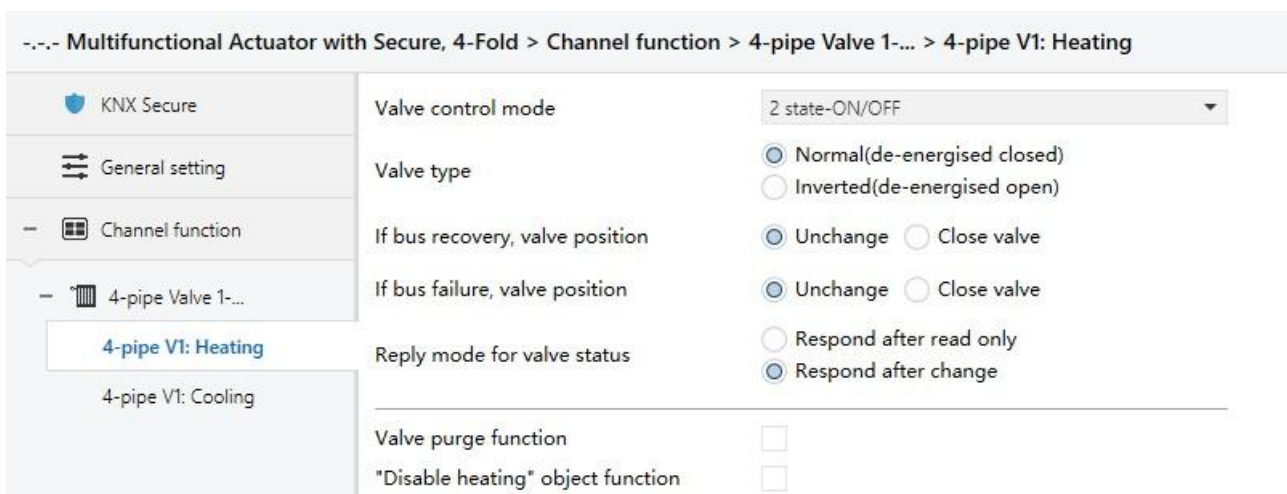 -.-.- Multifunctional Actuator with Secure, 4-Fold > Channel function > 4-pipe Valve 1-... > 4-pipe V1: Heating
KNX Secure
General setting
Channel function
4-pipe Valve 1-...
4-pipe V1: Heating
4-pipe V1: Cooling
Valve control mode
2 state-ON/OFF
Valve type
Normal(de-energised closed)
Inverted(de-energised open)
If bus recovery, valve position
Unchange
Close valve
If bus failure, valve position
Unchange
Close valve
Reply mode for valve status
Respond after read only
Respond after change
Valve purge function
"Disable heating" object function